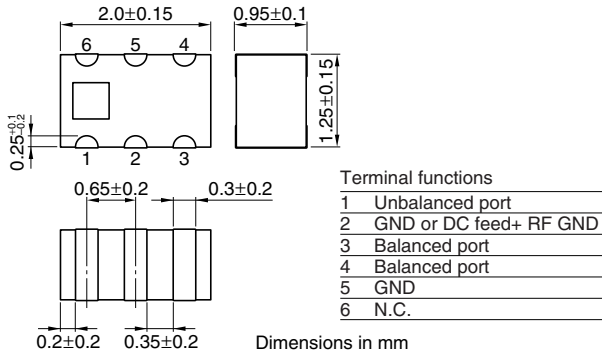 2.0±0.15
0.95±0.1
6 5 4
1.25±0.15
0.25+0.1 −0.2
1 2 3
0.65±0.2
0.3±0.2
0.2±0.2
0.35±0.2
Terminal functions
1 Unbalanced port
2 GND or DC feed+ RF GND
3 Balanced port
4 Balanced port
5 GND
6 N.C.
Dimensions in mm